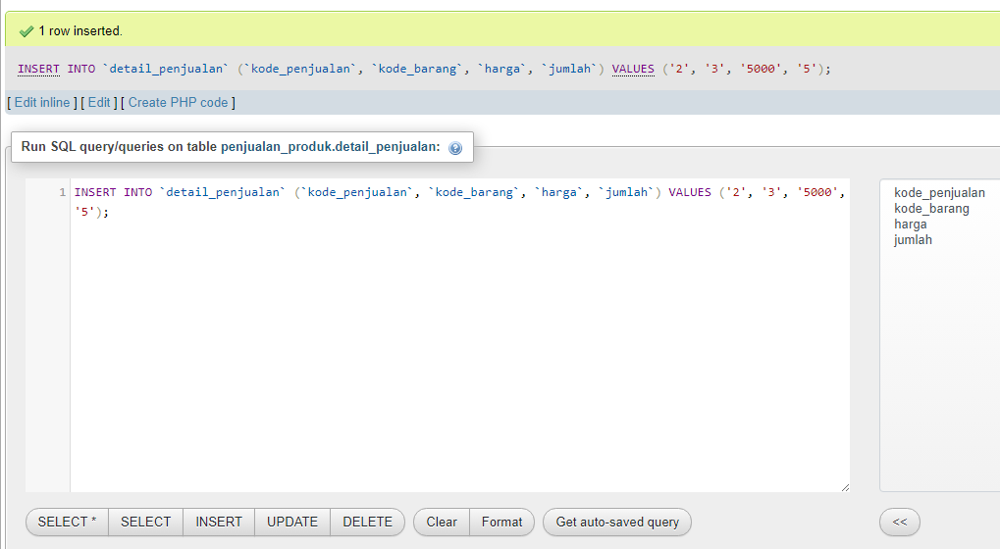 1 row inserted.
INSERT INTO `detail_penjualan` (`kode_penjualan`, `kode_barang`, `harga`, `jumlah`) VALUES ('2', '3', '5000', '5');
[ Edit inline ] [ Edit ] [ Create PHP code ]
Run SQL query/queries on table penjualan_produk.detail_penjualan:
1 INSERT INTO `detail_penjualan` (`kode_penjualan`, `kode_barang`, `harga`, `jumlah`) VALUES ('2', '3', '5000',
'5');
kode_penjualan
kode_barang
harga
jumlah
SELECT * SELECT INSERT UPDATE DELETE Clear Format Get auto-saved query <<